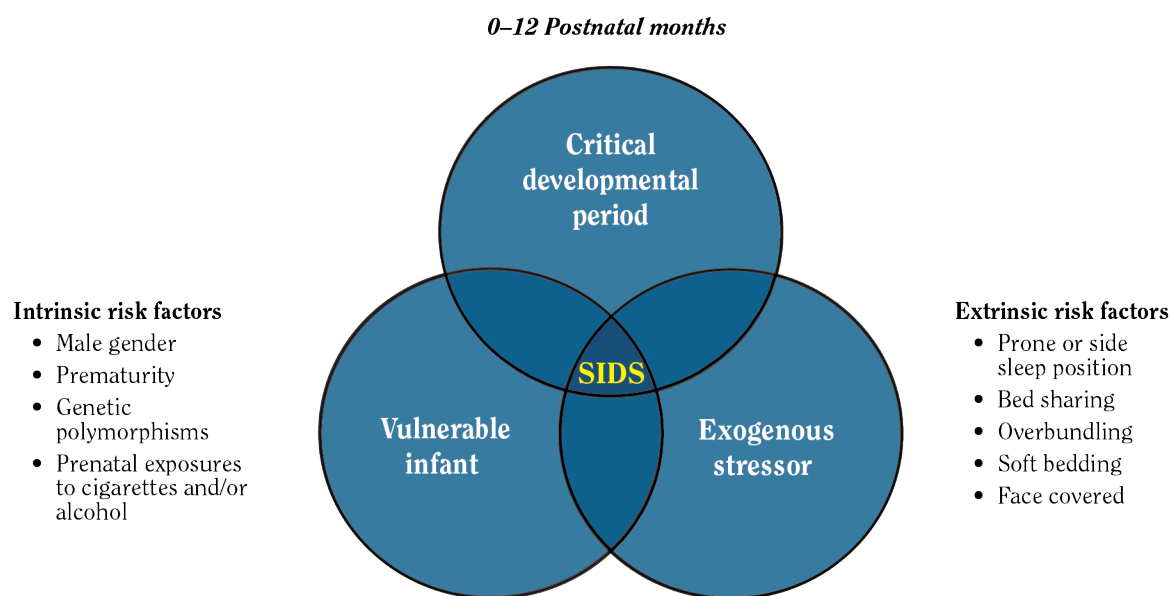 0–12 Postnatal months
Critical
developmental
period
Intrinsic risk factors
• Male gender
• Prematurity
• Genetic
polymorphisms
• Prenatal exposures
to cigarettes and/or
alcohol
SIDS
Vulnerable
infant
Exogenous
stressor
Extrinsic risk factors
• Prone or side
sleep position
• Bed sharing
• Overbundling
• Soft bedding
• Face covered